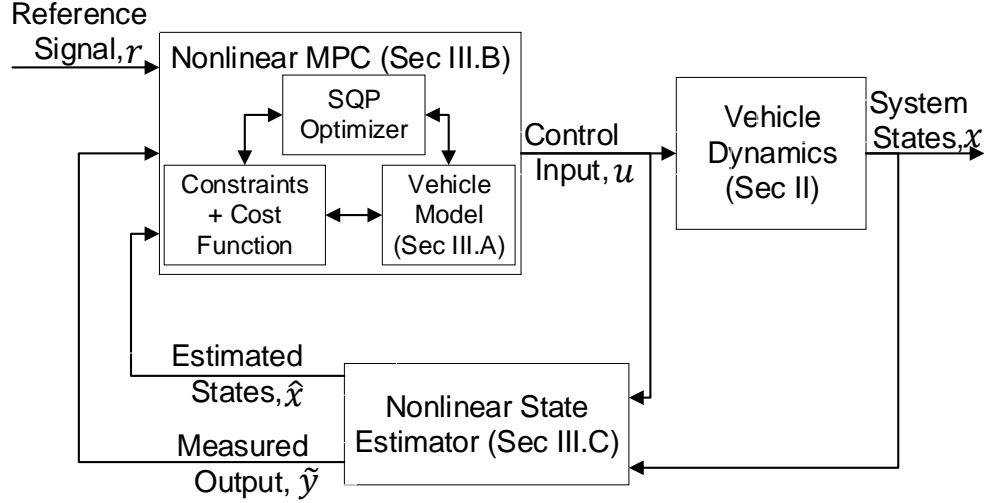 Reference
Signal, r
Nonlinear MPC (Sec III.B)
SQP
Optimizer
Constraints
+ Cost
Function
Vehicle
Model
(Sec III.A)
Control
Input, u
Vehicle
Dynamics
(Sec II)
System
States, x
Estimated
States, x̂
Measured
Output, ỹ
Nonlinear State
Estimator (Sec III.C)